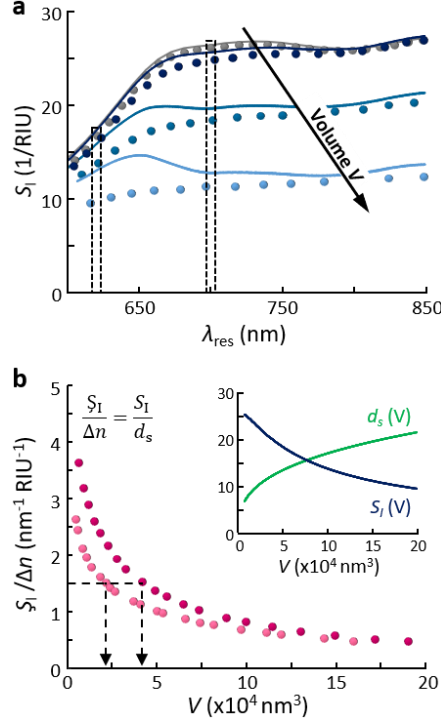 a
30
20
10
0
S_I (1/RIU)
Volume V
650
750
850
λ_res (nm)
b
5
4
3
2
1
0
Ş_I/Δn (nm⁻¹ RIU⁻¹)
Ş_I/Δn = S_I/d_s
30
20
10
0
d_s (V)
S_I (V)
0
5
10
15
20
V (x10⁴ nm³)
0
5
10
15
20
V (x10⁴ nm³)